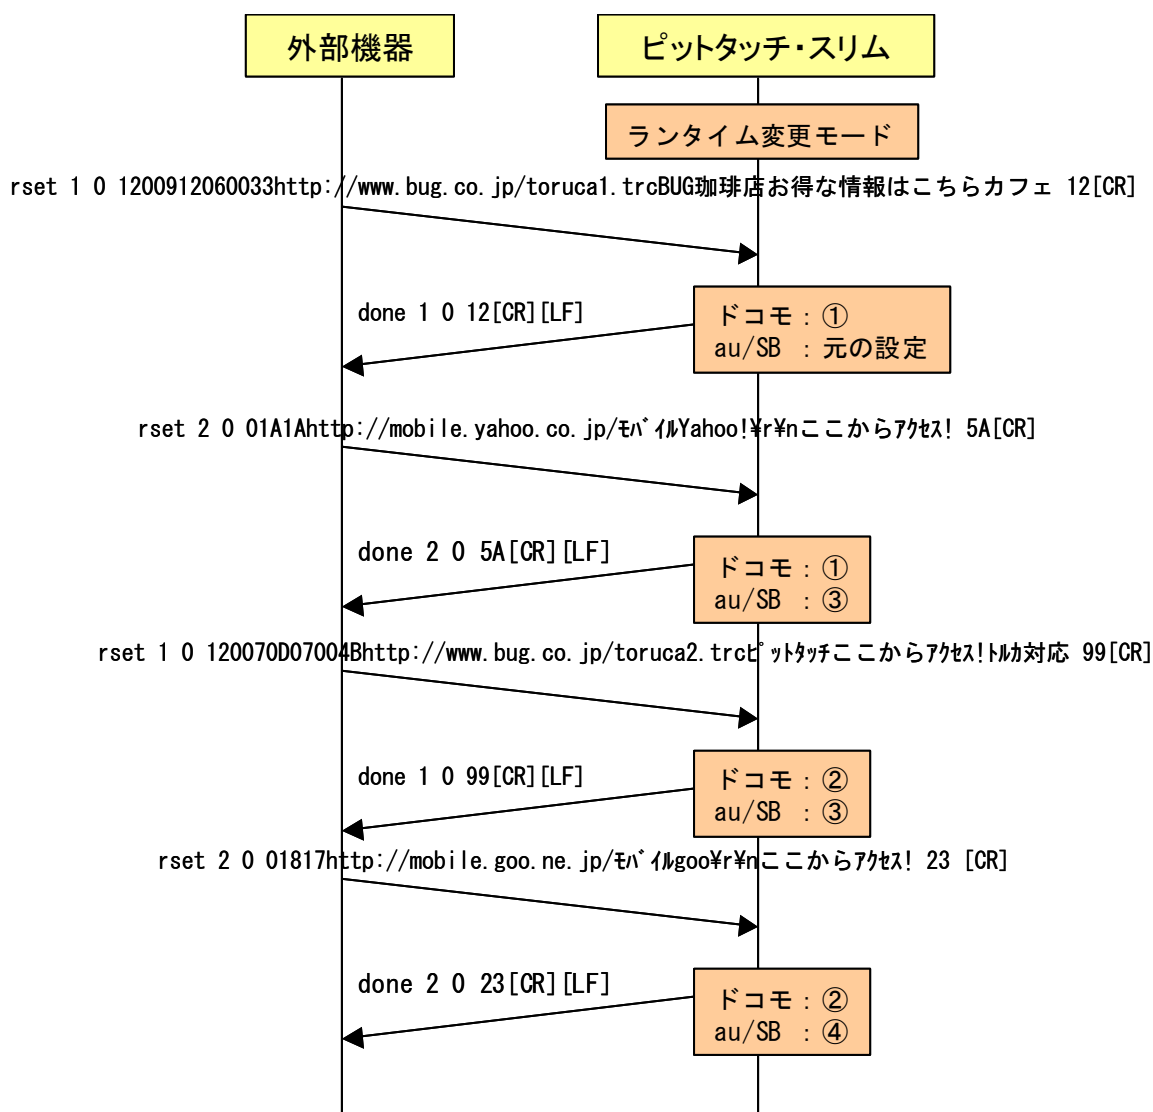 外部機器
ピットタッチ・スリム
ランタイム変更モード
rset 1 0 1200912060033http://www.bug.co.jp/toruca1.trcBUG珈琲店お得な情報はこちらカフェ 12[CR]
done 1 0 12[CR][LF]
ドコモ：①
au/SB ：元の設定
rset 2 0 01A1Ahttp://mobile.yahoo.co.jp/ﾓﾊﾞｲﾙYahoo!¥r¥nここからｱｸｾｽ! 5A[CR]
done 2 0 5A[CR][LF]
ドコモ：①
au/SB ：③
rset 1 0 120070D07004Bhttp://www.bug.co.jp/toruca2.trcﾋﾟｯﾄﾀｯﾁここからｱｸｾｽ!ﾄﾙｶ対応 99[CR]
done 1 0 99[CR][LF]
ドコモ：②
au/SB ：③
rset 2 0 01817http://mobile.goo.ne.jp/ﾓﾊﾞｲﾙgoo¥r¥nここからｱｸｾｽ! 23 [CR]
done 2 0 23[CR][LF]
ドコモ：②
au/SB ：④